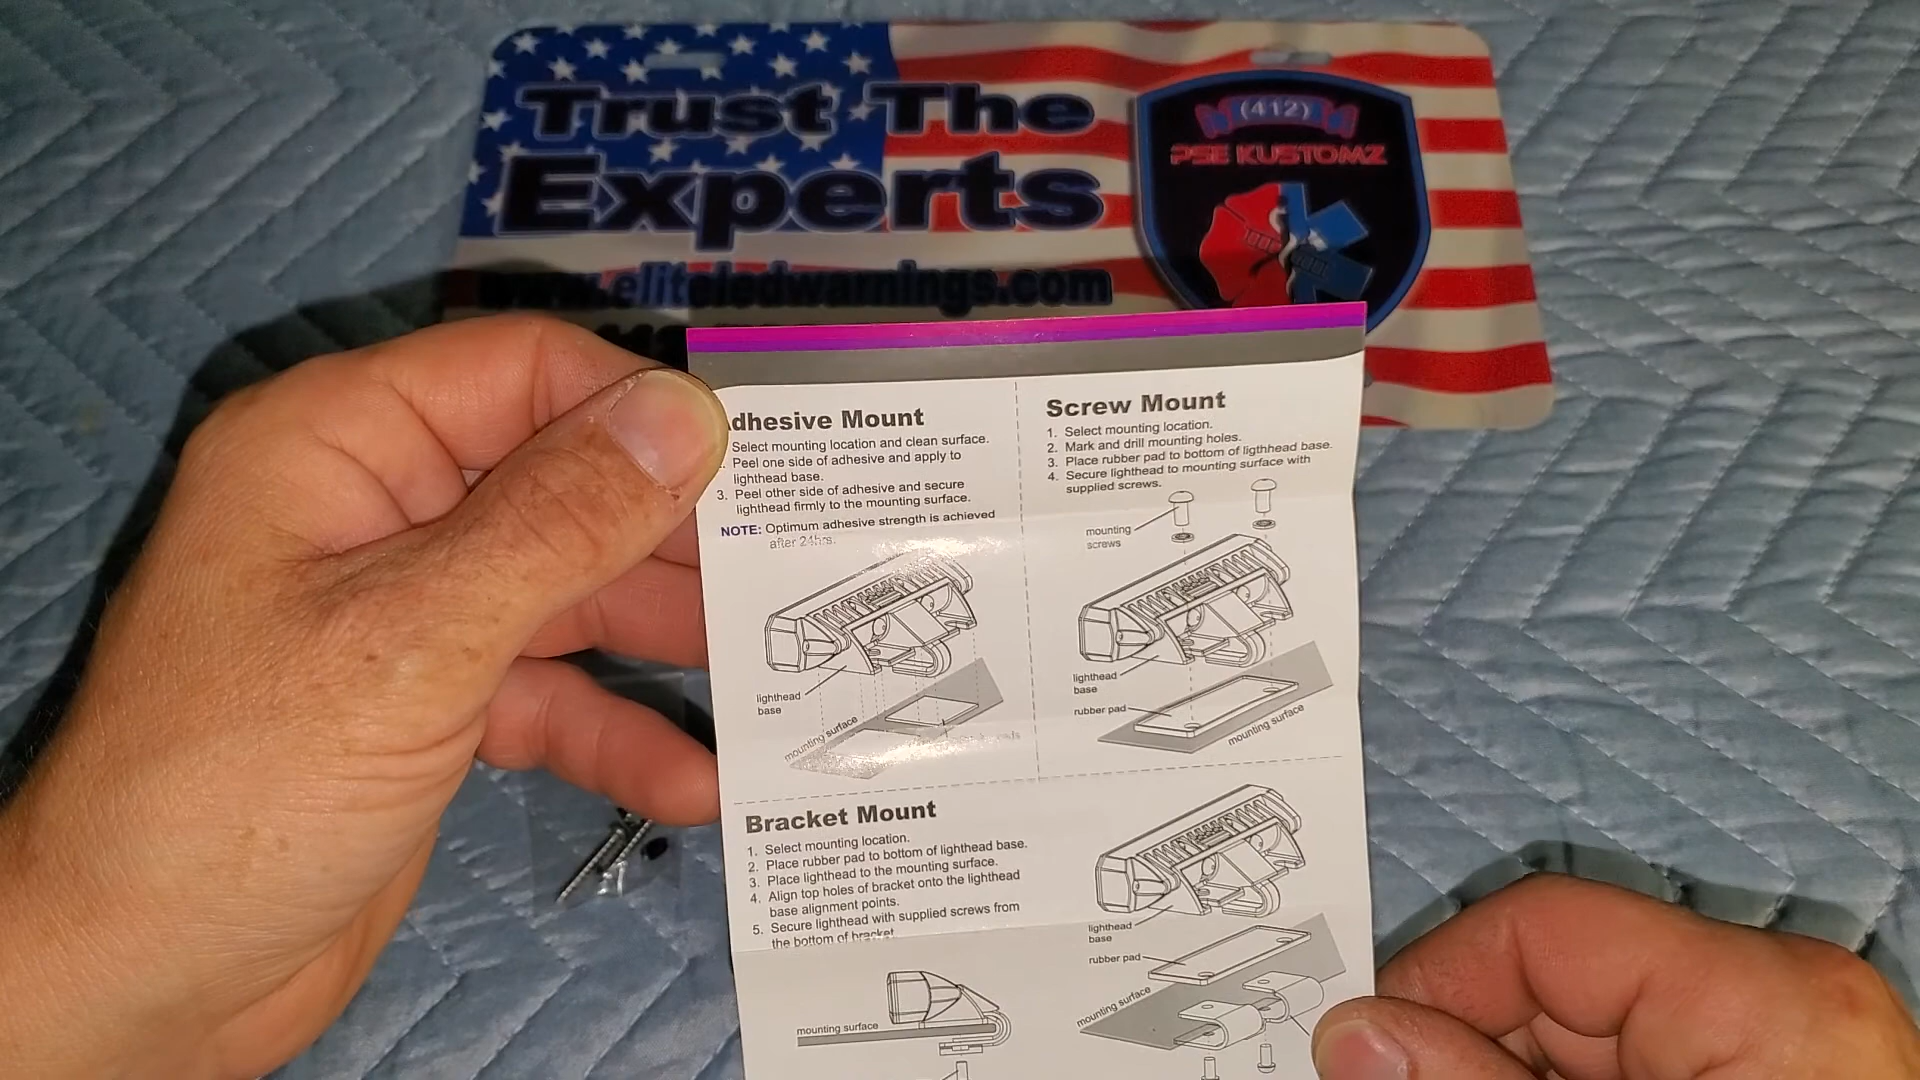 Trust The
Experts
www.eliteledwarnings.com
(412)
PSE KUSTOMZ
dhesive Mount
Select mounting location and clean surface.
Peel one side of adhesive and apply to
lighthead base.
3. Peel other side of adhesive and secure
lighthead firmly to the mounting surface.
NOTE: Optimum adhesive strength is achieved
after 24hrs.
lighthead
base
mounting surface
Screw Mount
1. Select mounting location.
2. Mark and drill mounting holes.
3. Place rubber pad to bottom of ligthhead base.
4. Secure lighthead to mounting surface with
supplied screws.
mounting
screws
lighthead
base
rubber pad
mounting surface
Bracket Mount
1. Select mounting location.
2. Place rubber pad to bottom of lighthead base.
3. Place lighthead to the mounting surface.
4. Align top holes of bracket onto the lighthead
base alignment points.
5. Secure lighthead with supplied screws from
the bottom of bracket
mounting surface
lighthead
base
rubber pad
mounting surface